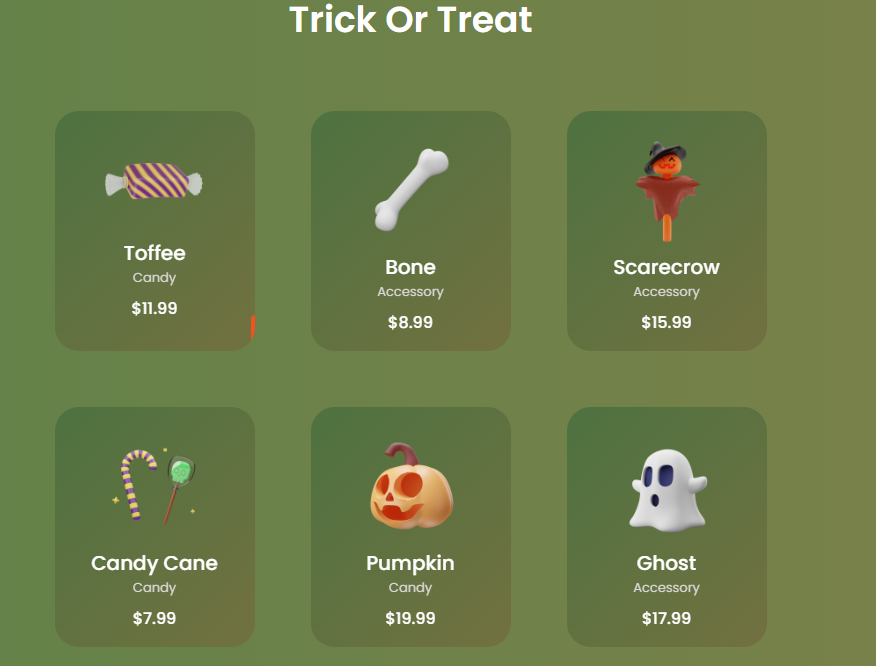 Trick Or Treat
Toffee
Candy
$11.99
Bone
Accessory
$8.99
Scarecrow
Accessory
$15.99
Candy Cane
Candy
$7.99
Pumpkin
Candy
$19.99
Ghost
Accessory
$17.99